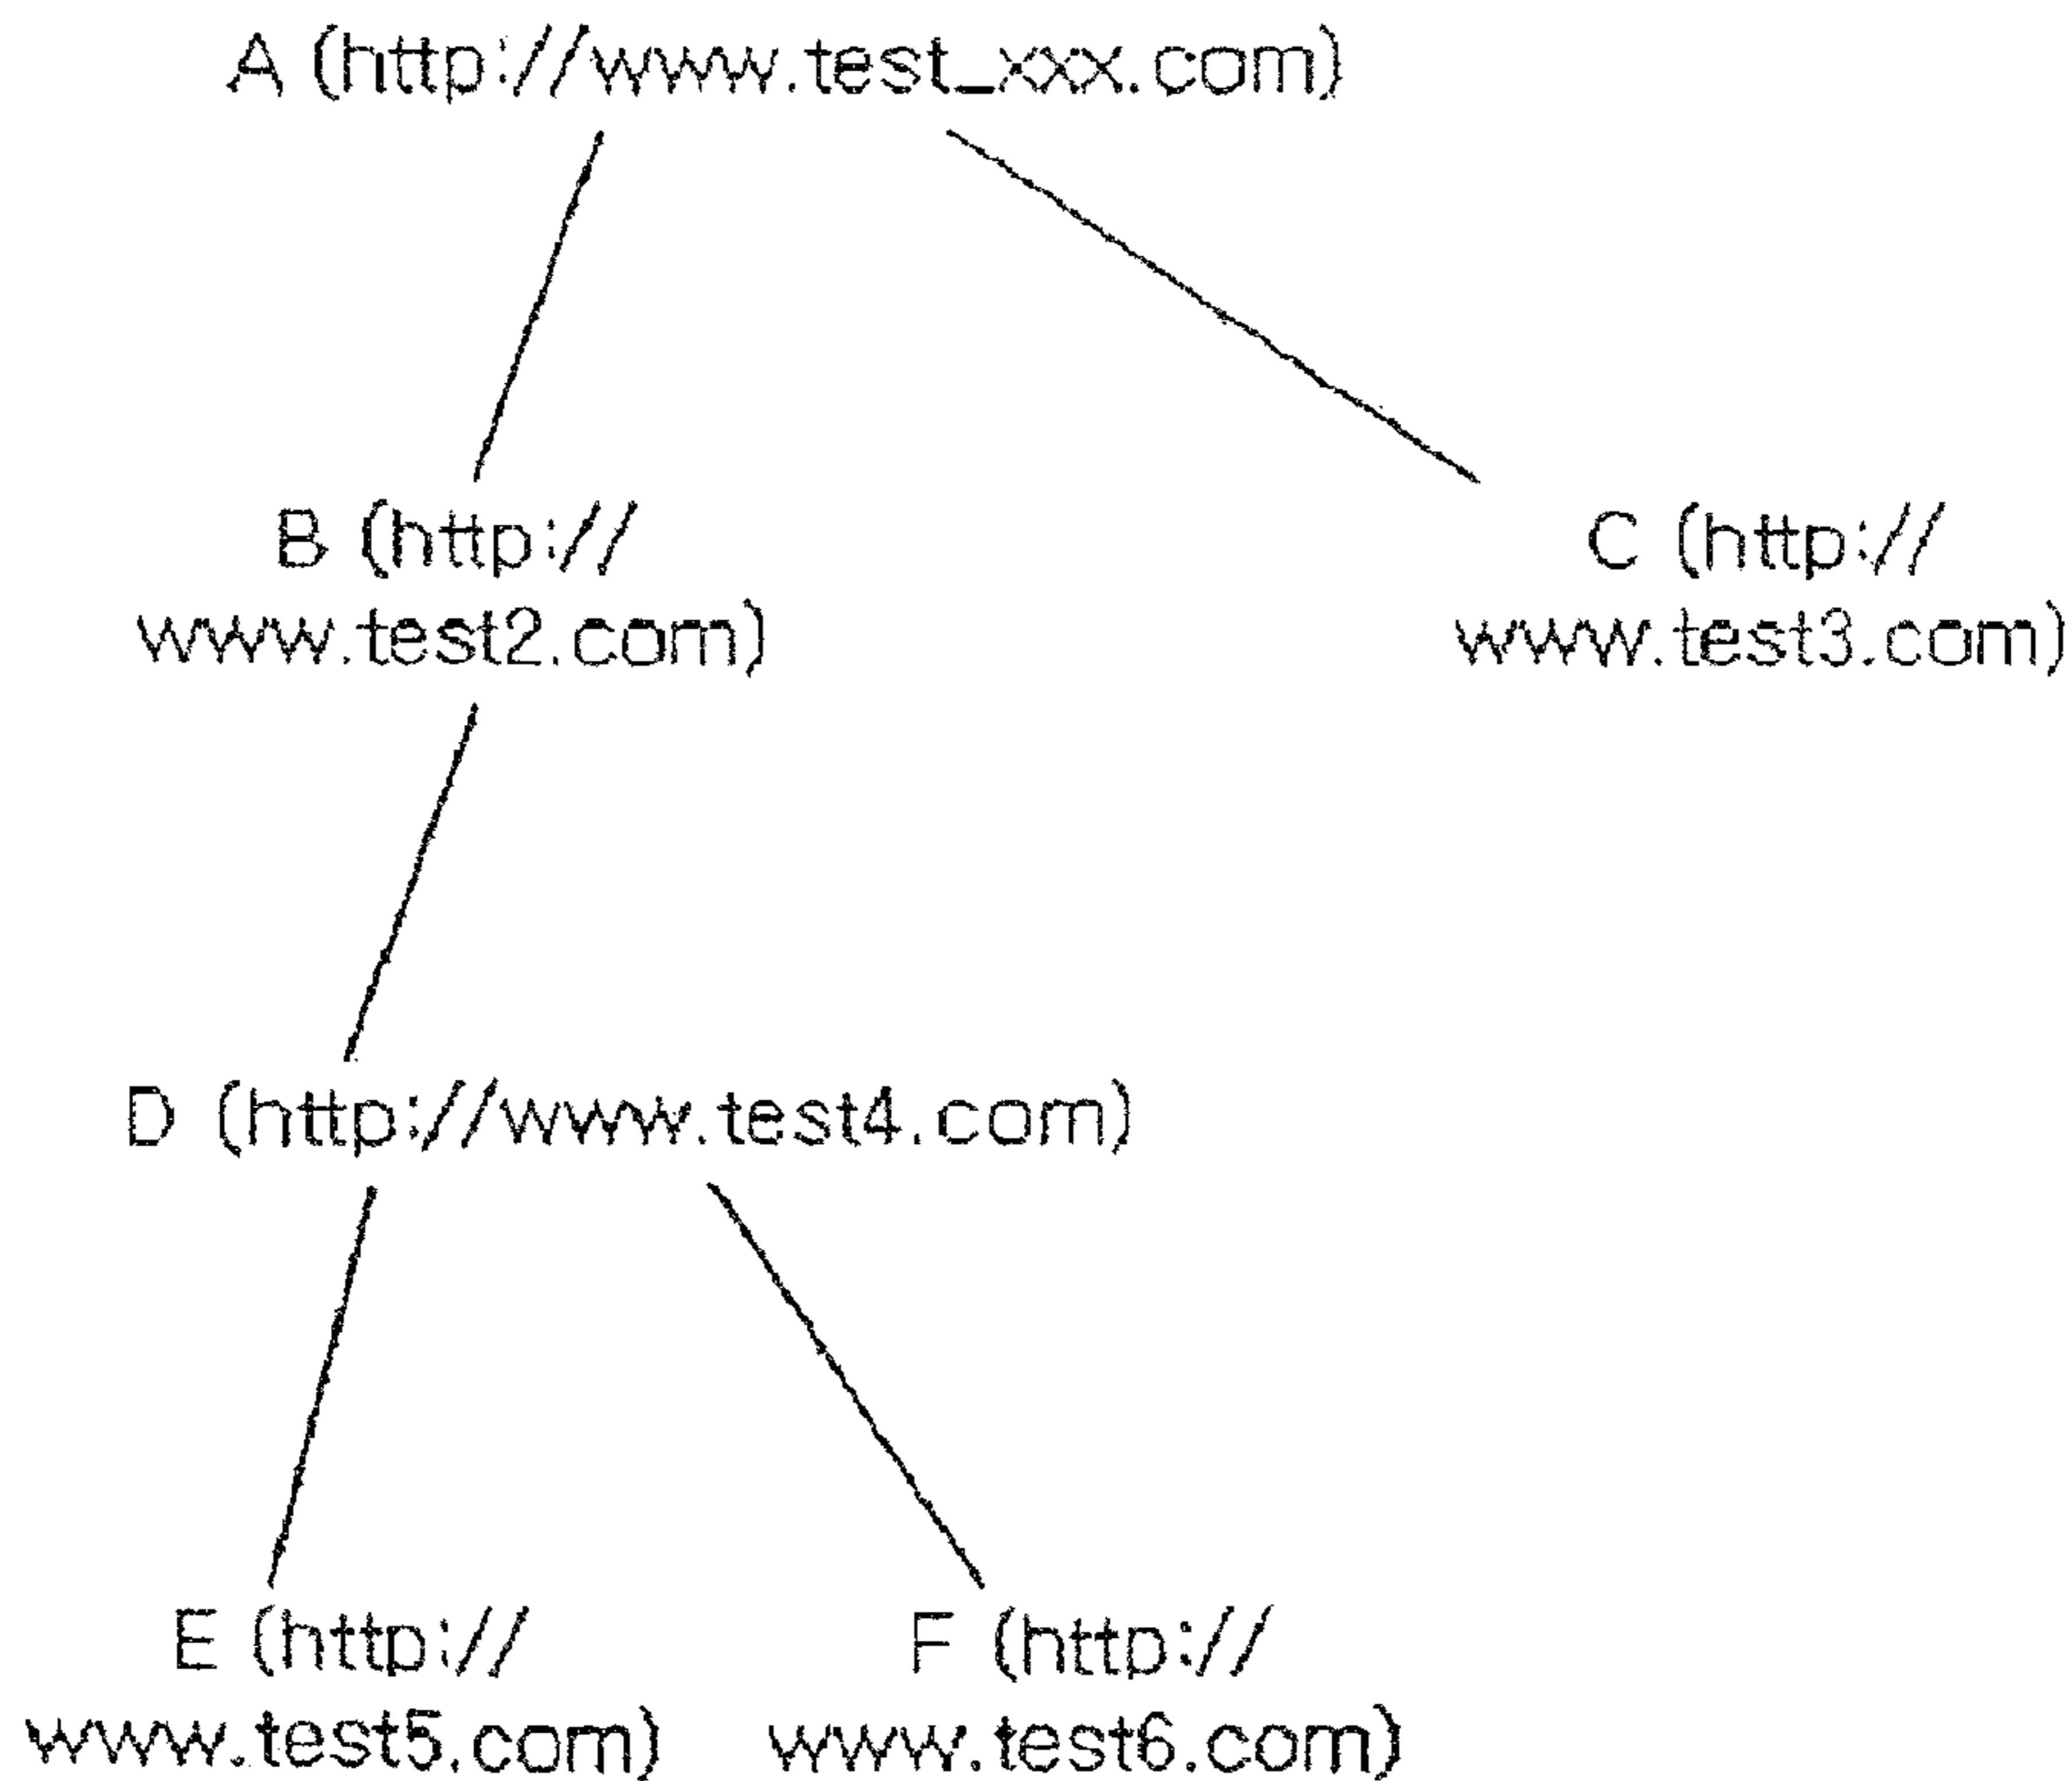 A (http://www.test_xxx.com)
B (http://
www.test2.com)
C (http://
www.test3.com)
D (http://www.test4.com)
E (http://
www.test5.com)
F (http://
www.test6.com)